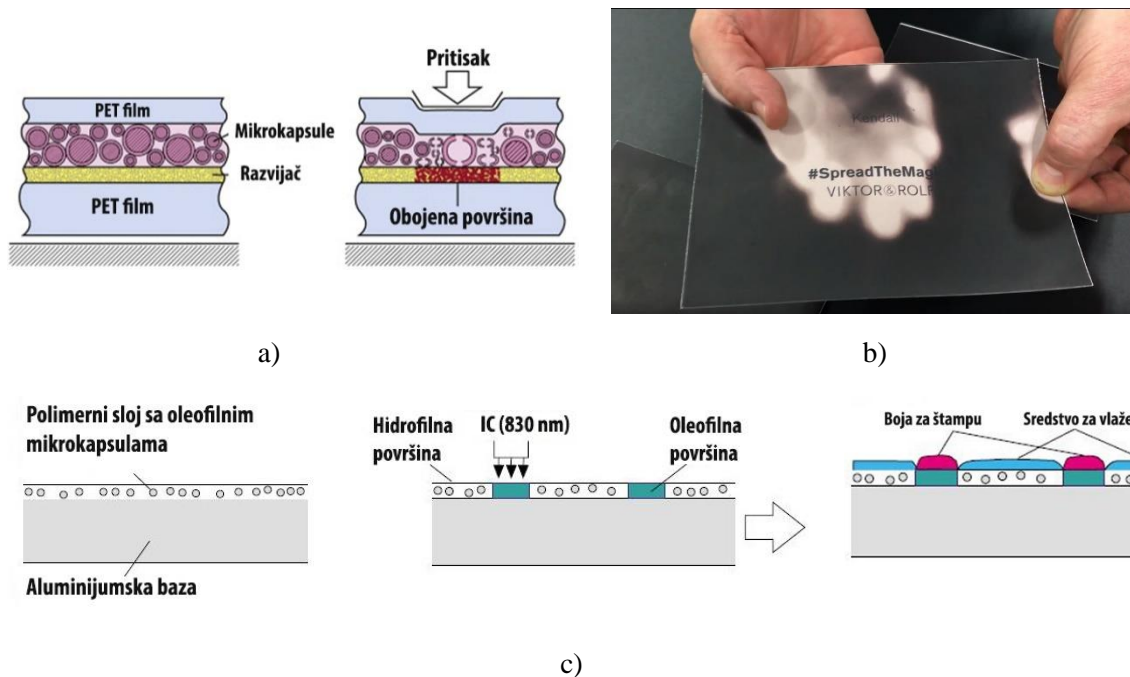 Pritisak
PET film
Mikrokapsule
Razvijač
PET film
Obojena površina
Kendall
#SpreadTheMag
VIKTOR&ROLF
a)
b)
Polimerni sloj sa oleofilnim
mikrokapsulama
Aluminijumska baza
Hidrofilna
površina
IC (830 nm)
Oleofilna
površina
Boja za štampu
Sredstvo za vlaže
c)